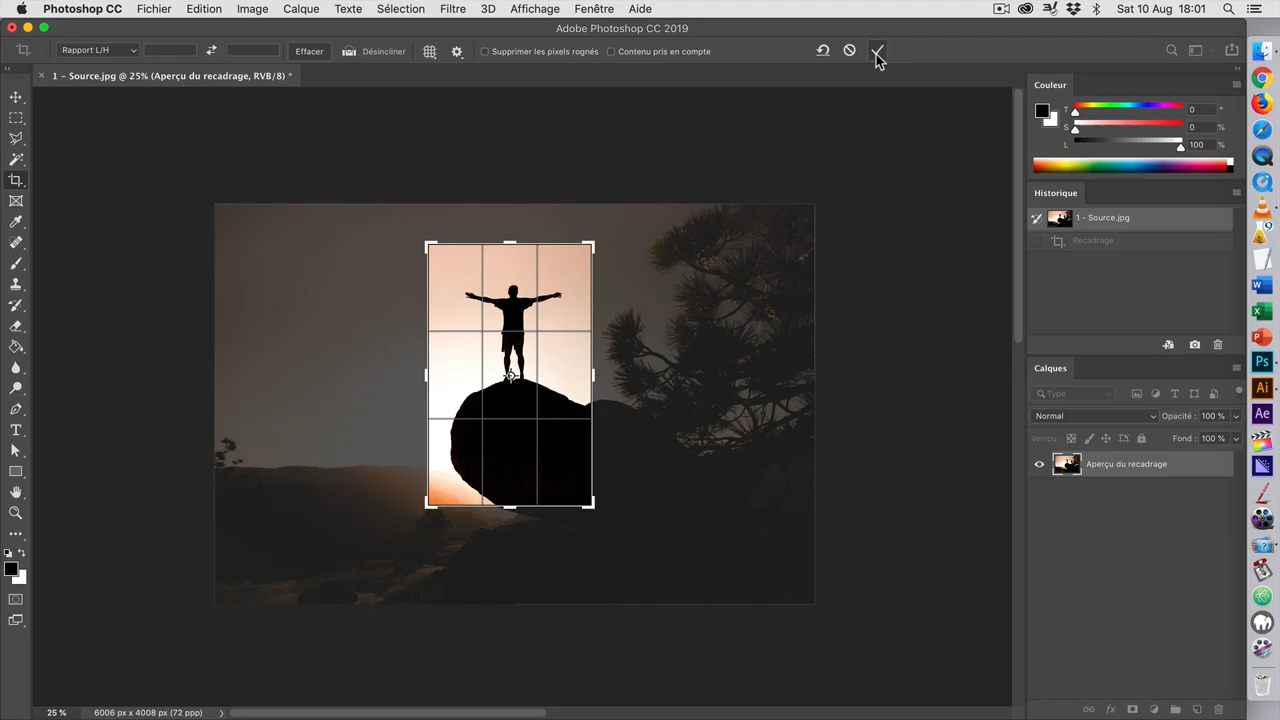 Photoshop CC Fichier Edition Image Calque Texte Sélection Filtre 3D Affichage Fenêtre Aide Sat 10 Aug 18:01
Adobe Photoshop CC 2019
Rapport L/H Effacer Désincliner Supprimer les pixels rognés Contenu pris en compte
× 1 – Source.jpg @ 25% (Aperçu du recadrage, RVB/8) *
Couleur
T 0 °
S 0 %
L 100 %
Historique
1 - Source.jpg
Recadrage
Calques
Type
Normal Opacité : 100 %
Verrou : Fond : 100 %
Aperçu du recadrage
Ps
Ai
Ae
25 % 6006 px x 4008 px (72 ppp)